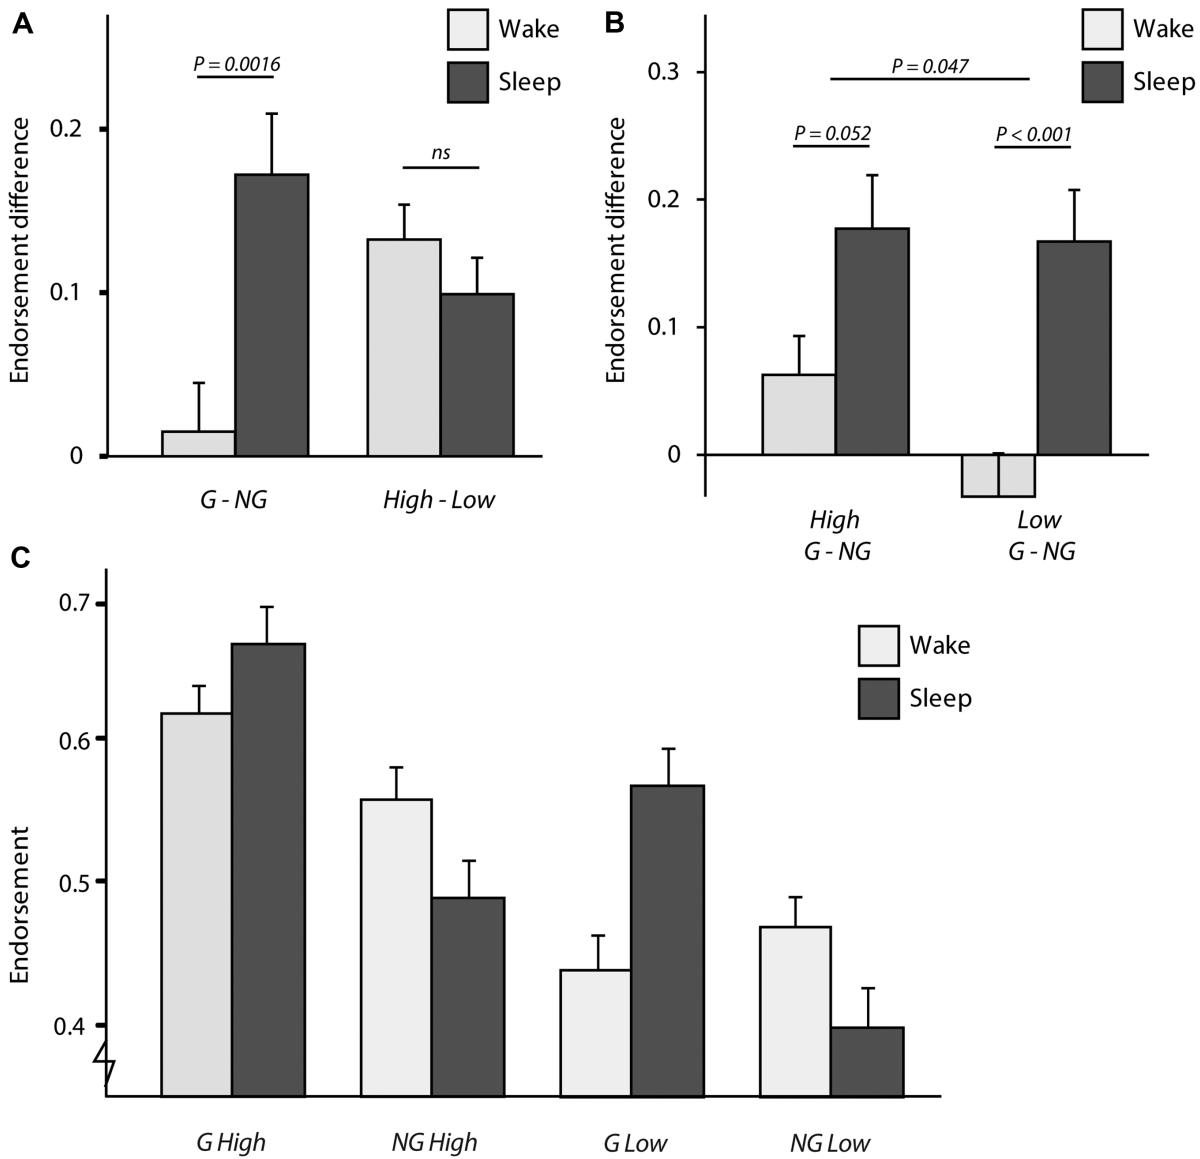 A
Wake
Sleep
P = 0.0016
ns
0.2
0.1
0
Endorsement difference
G - NG
High - Low
B
Wake
Sleep
P = 0.047
P = 0.052
P < 0.001
0.3
0.2
0.1
0
Endorsement difference
High
G - NG
Low
G - NG
C
Wake
Sleep
0.7
0.6
0.5
0.4
Endorsement
G High
NG High
G Low
NG Low